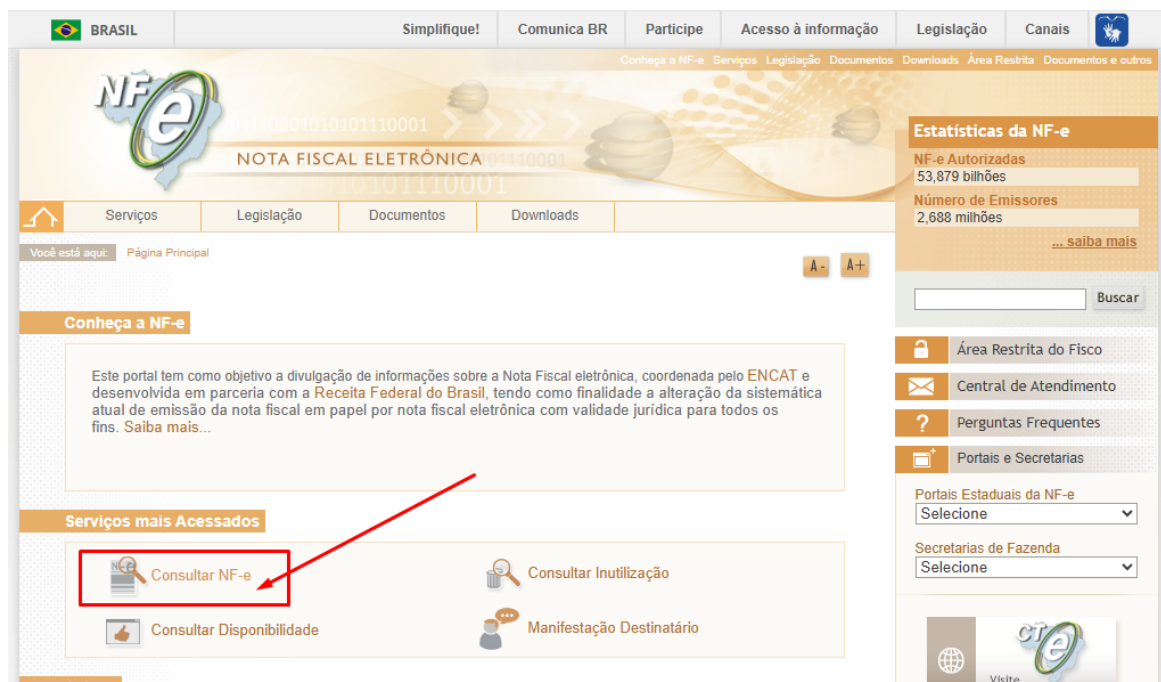 BRASIL
Simplifique!
Comunica BR
Participe
Acesso à informação
Legislação
Canais
Conheça a NF-e Serviços Legislação Documentos Downloads Área Restrita Documentos e outros
NFe
NOTA FISCAL ELETRÔNICA
Serviços
Legislação
Documentos
Downloads
Você está aqui: Página Principal
A- A+
Conheça a NF-e
Este portal tem como objetivo a divulgação de informações sobre a Nota Fiscal eletrônica, coordenada pelo ENCAT e
desenvolvida em parceria com a Receita Federal do Brasil, tendo como finalidade a alteração da sistemática
atual de emissão da nota fiscal em papel por nota fiscal eletrônica com validade jurídica para todos os
fins. Saiba mais...
Serviços mais Acessados
Consultar NF-e
Consultar Inutilização
Consultar Disponibilidade
Manifestação Destinatário
Estatísticas da NF-e
NF-e Autorizadas
53,879 bilhões
Número de Emissores
2,688 milhões
... saiba mais
Buscar
Área Restrita do Fisco
Central de Atendimento
Perguntas Frequentes
Portais e Secretarias
Portais Estaduais da NF-e
Selecione
Secretarias de Fazenda
Selecione
CTe
Visite